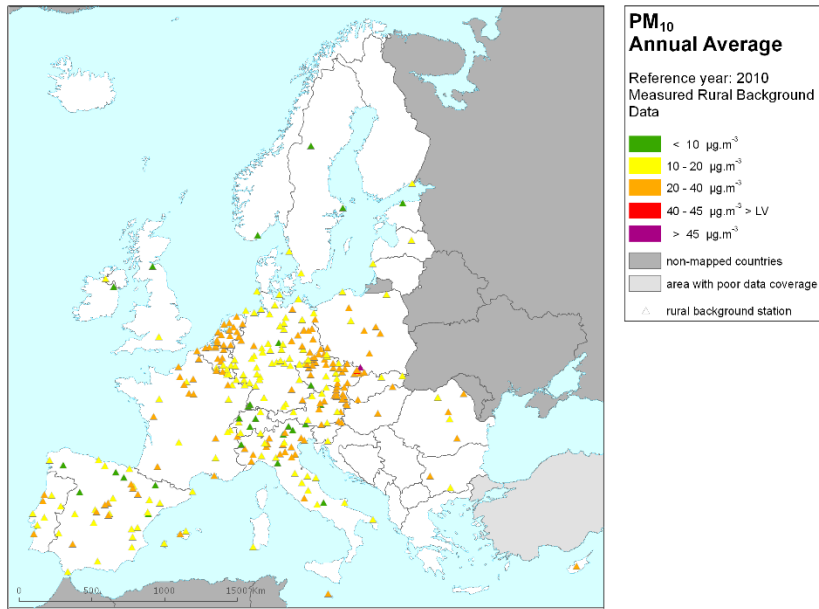 PM10
Annual Average
Reference year: 2010
Measured Rural Background
Data
< 10 µg.m-3
10 - 20 µg.m-3
20 - 40 µg.m-3
40 - 45 µg.m-3 > LV
> 45 µg.m-3
non-mapped countries
area with poor data coverage
rural background station
0 500 1000 1500 Km